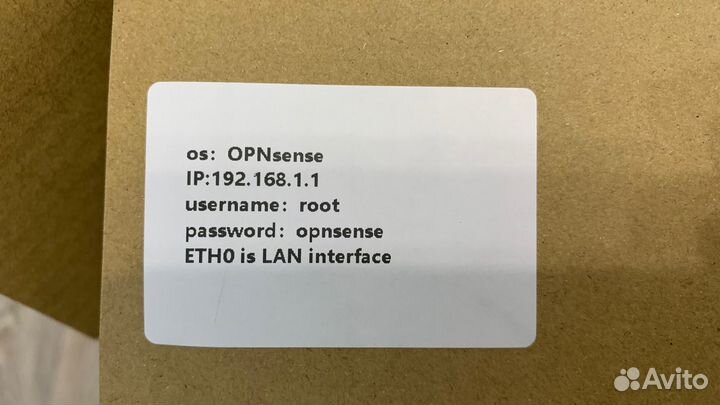 os: OPNsense
IP:192.168.1.1
username: root
password: opnsense
ETH0 is LAN interface
Avito